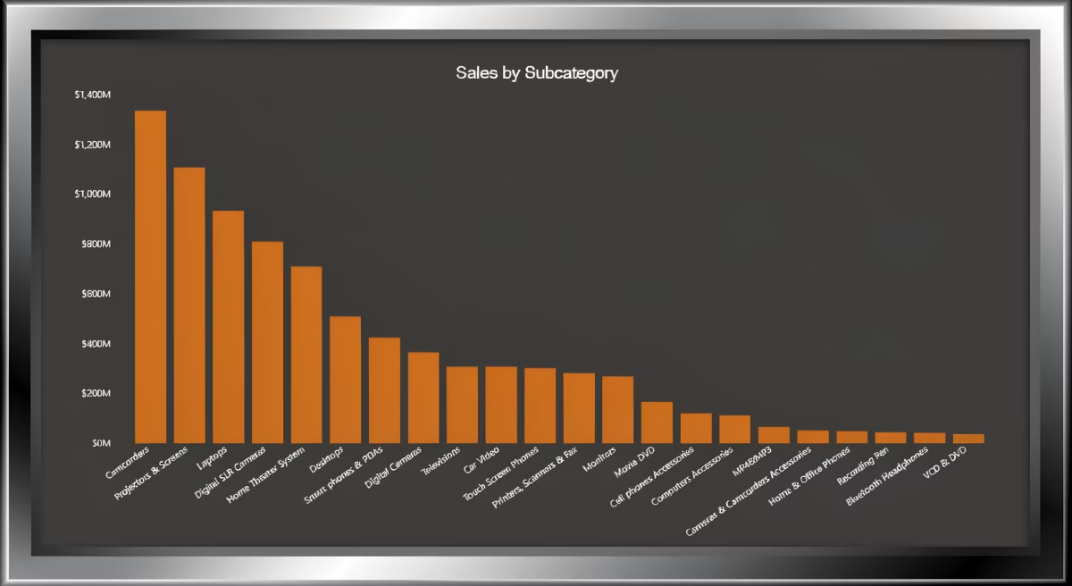 Sales by Subcategory
$1,400M
$1,200M
$1,000M
$800M
$600M
$400M
$200M
$0M
Camcorders
Projectors & Screens
Laptops
Digital SLR Cameras
Home Theater System
Desktops
Smart phones & PDAs
Digital Cameras
Televisions
Car Video
Touch Screen Phones
Printers, Scanners & Fax
Monitors
Movie DVD
Cell phones Accessories
Computers Accessories
MP4&MP3
Cameras & Camcorders Accessories
Home & Office Phones
Recording Pen
Bluetooth Headphones
VCD & DVD